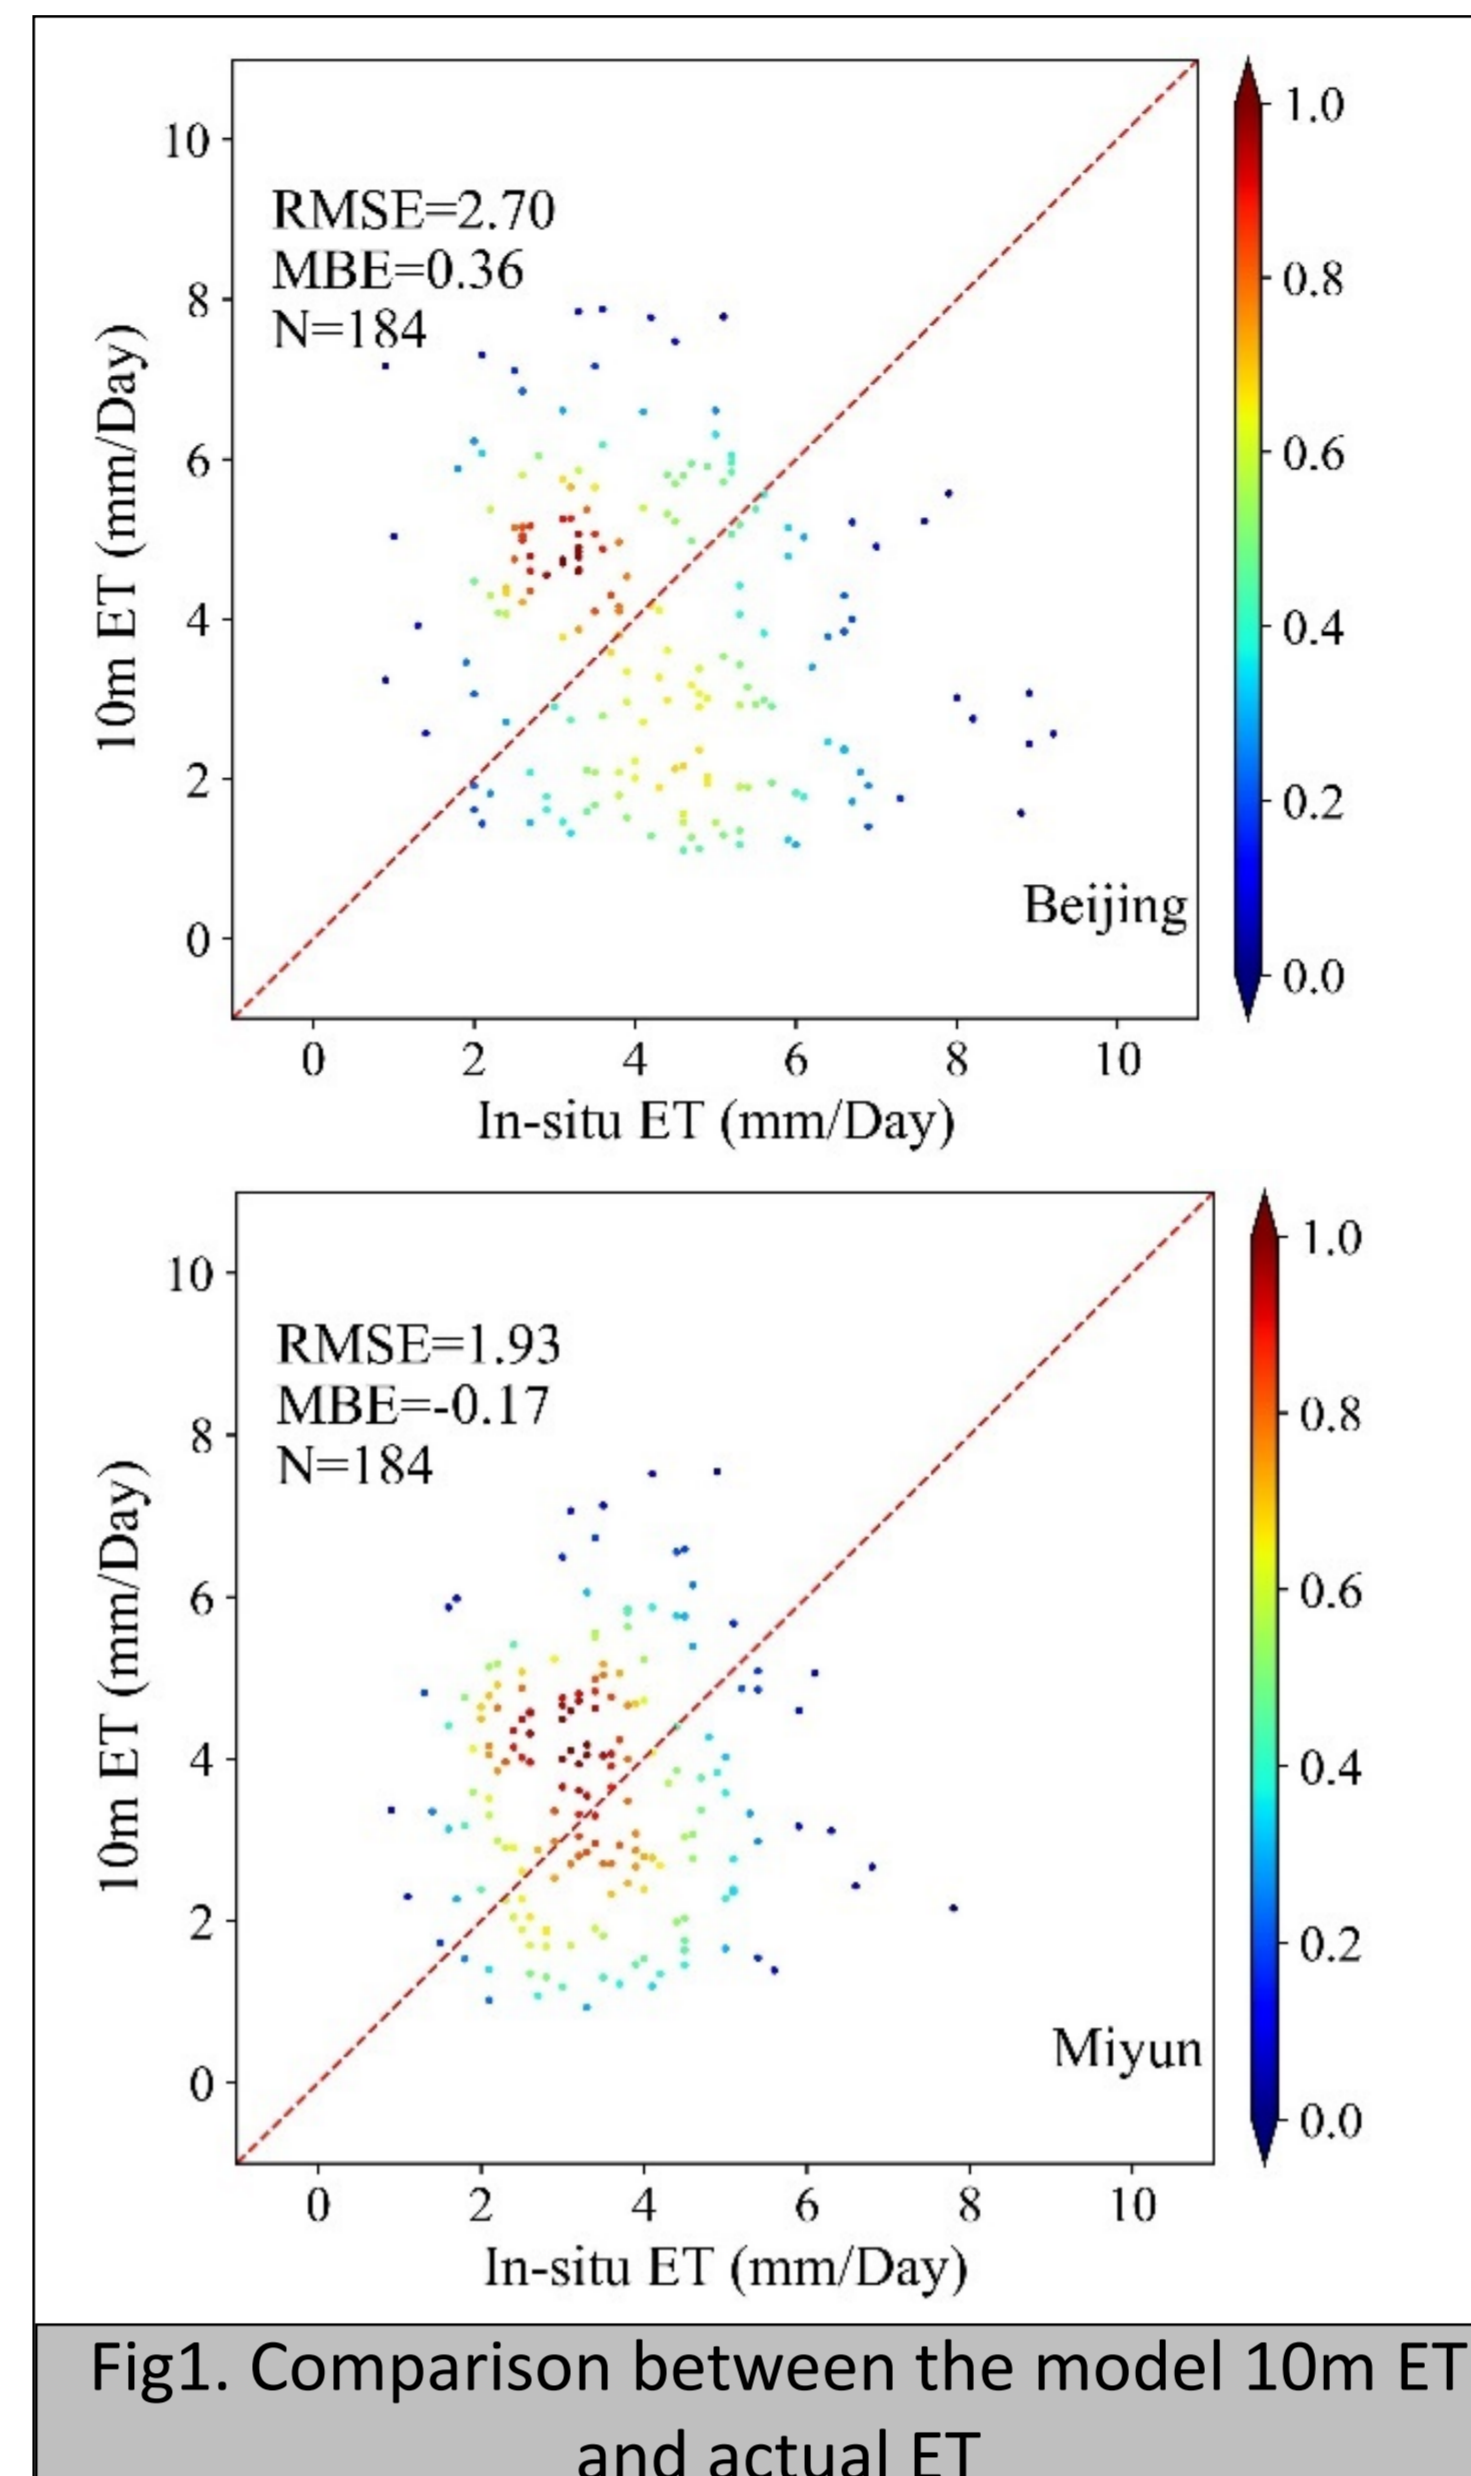 10
8
6
4
2
0
10m ET (mm/Day)
RMSE=2.70
MBE=0.36
N=184
Beijing
0 2 4 6 8 10
In-situ ET (mm/Day)
1.0
0.8
0.6
0.4
0.2
0.0
10
8
6
4
2
0
10m ET (mm/Day)
RMSE=1.93
MBE=-0.17
N=184
Miyun
0 2 4 6 8 10
In-situ ET (mm/Day)
1.0
0.8
0.6
0.4
0.2
0.0
Fig1. Comparison between the model 10m ET
and actual ET